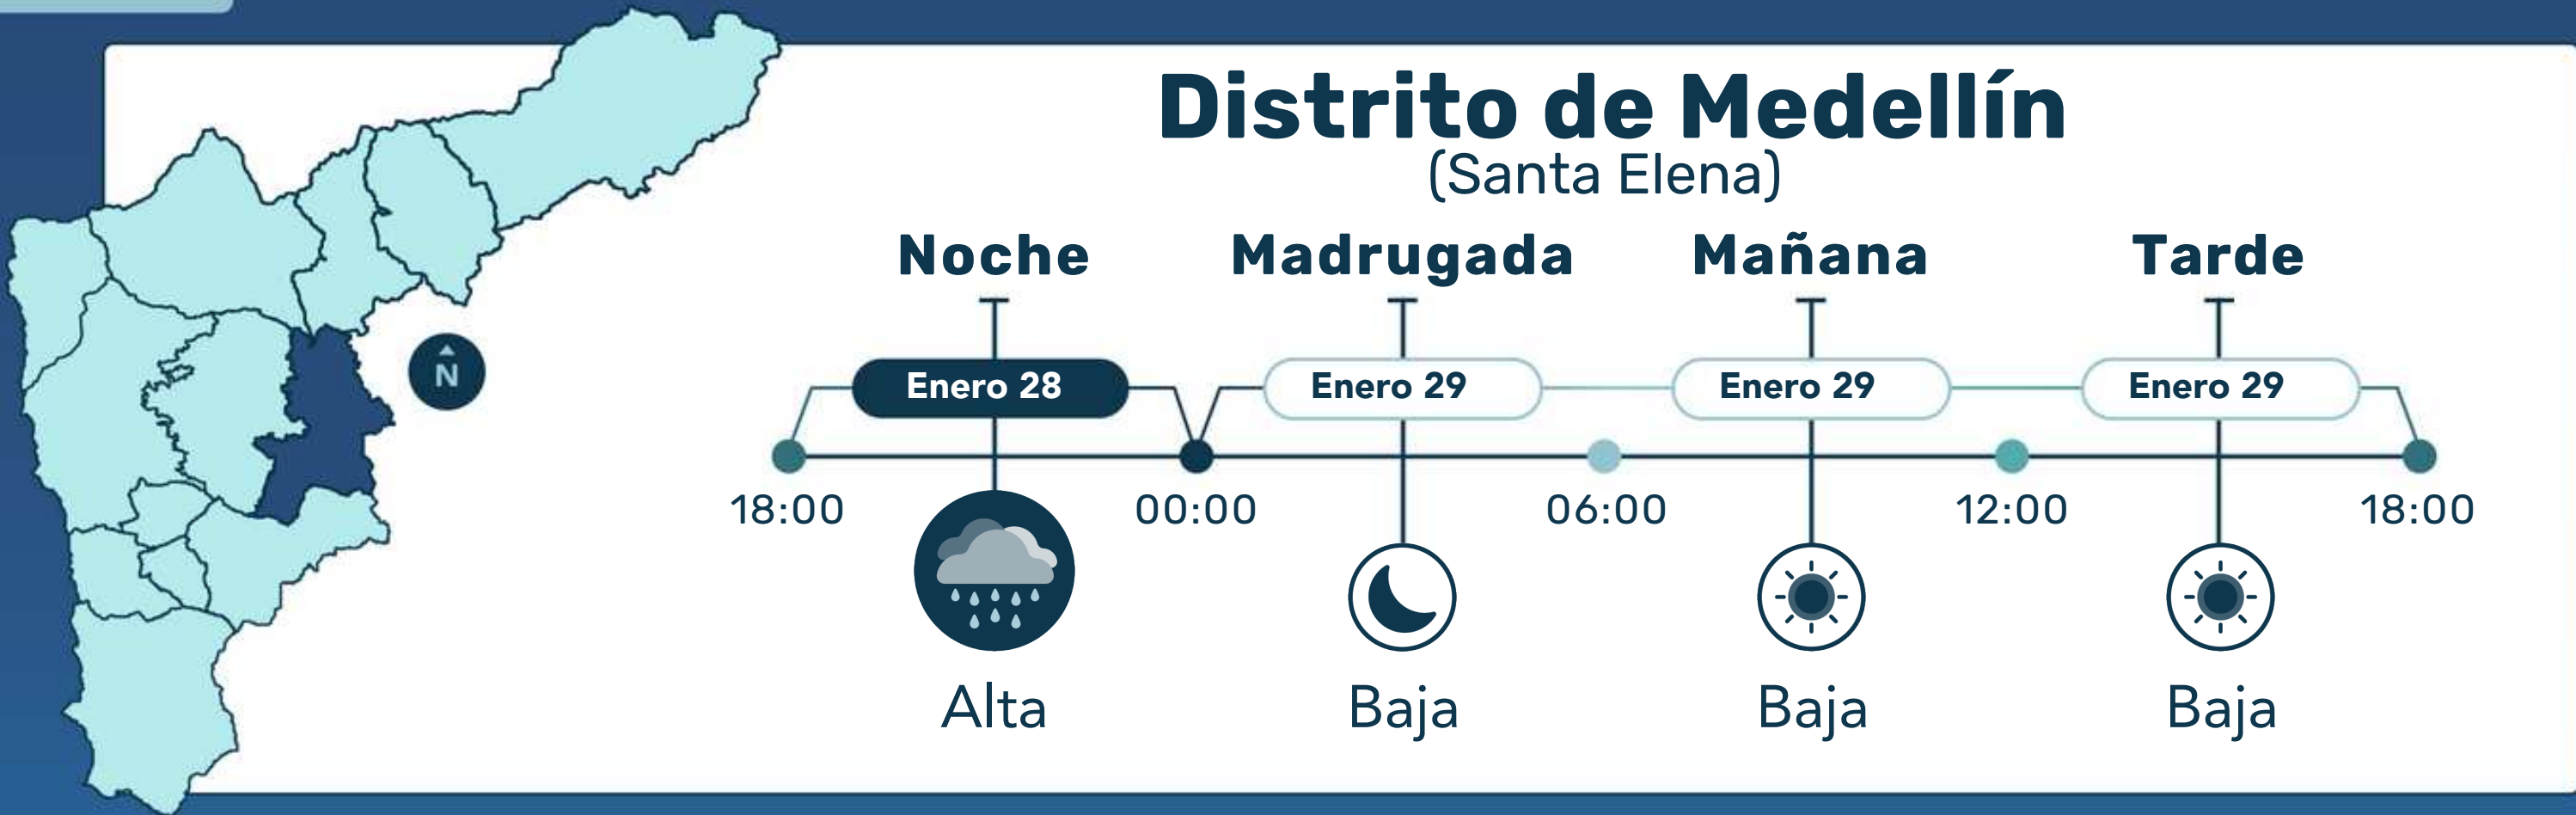 Distrito de Medellín
(Santa Elena)
Noche Madrugada Mañana Tarde
N
Enero 28 Enero 29 Enero 29 Enero 29
18:00 00:00 06:00 12:00 18:00
Alta Baja Baja Baja